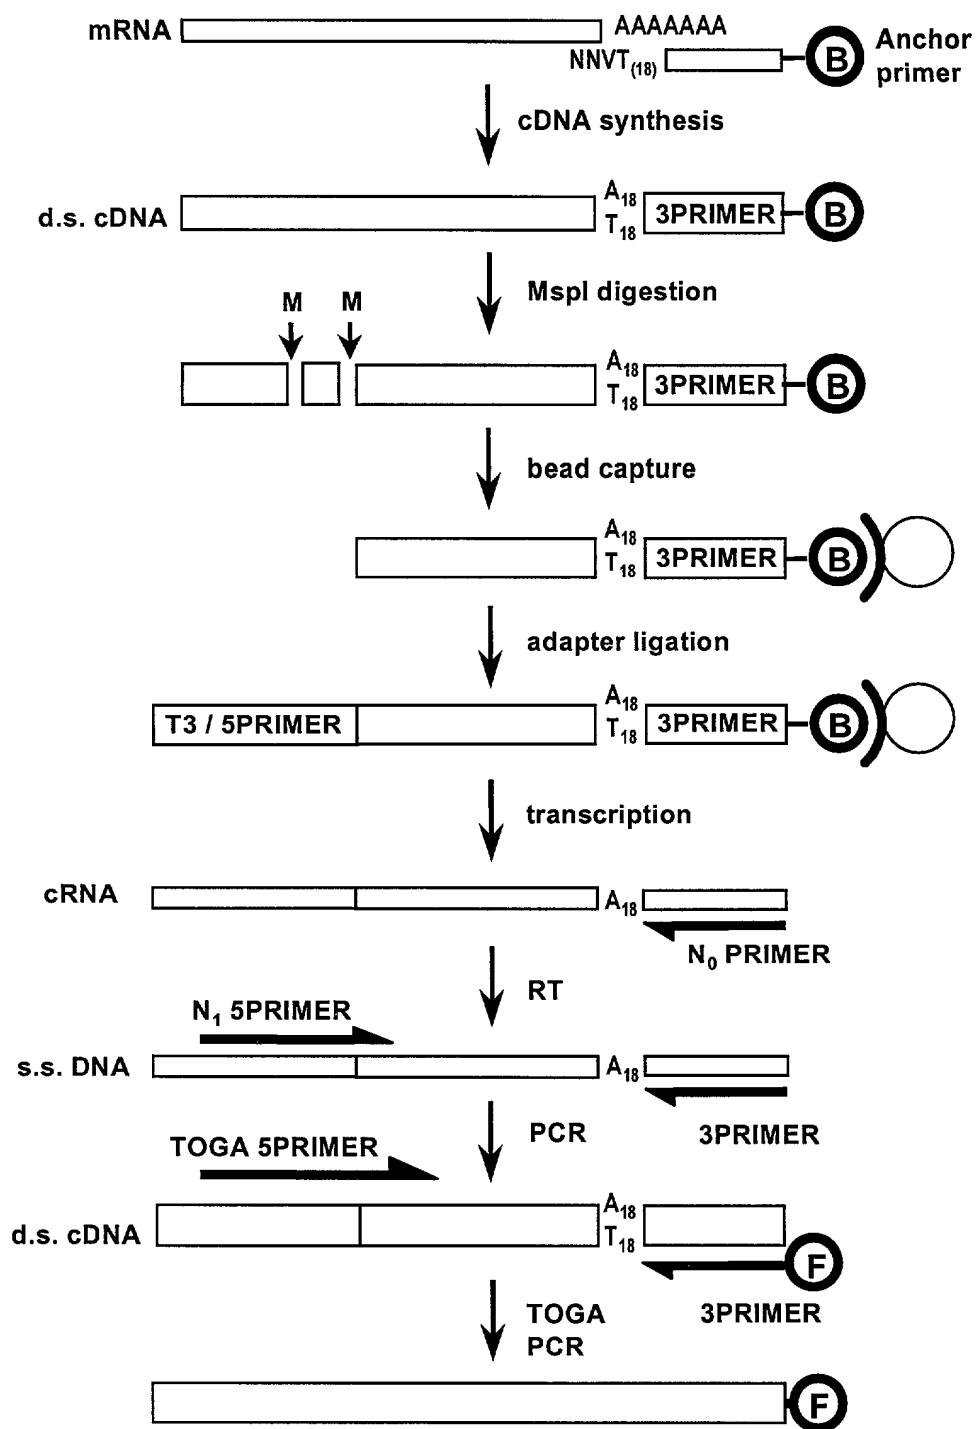 AAAAAAA
mRNA
Anchor
primer
NNVT(18)
B
cDNA synthesis
A18
d.s. cDNA
T18
3PRIMER
B
MspI digestion
M M
A18
T18
3PRIMER
B
bead capture
A18
T18
3PRIMER
B
adapter ligation
A18
T3 / 5PRIMER
T18
3PRIMER
B
transcription
cRNA
A18
N0 PRIMER
RT
N1 5PRIMER
s.s. DNA
A18
PCR
3PRIMER
TOGA 5PRIMER
A18
d.s. cDNA
T18
F
3PRIMER
TOGA
PCR
F